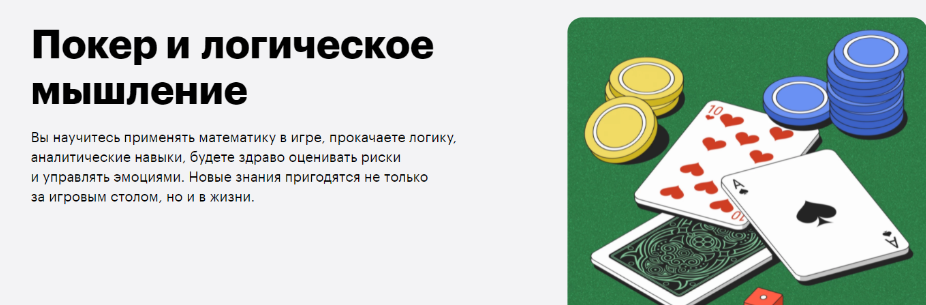 Покер и логическое
мышление
Вы научитесь применять математику в игре, прокачаете логику,
аналитические навыки, будете здраво оценивать риски
и управлять эмоциями. Новые знания пригодятся не только
за игровым столом, но и в жизни.
10
10
A
A